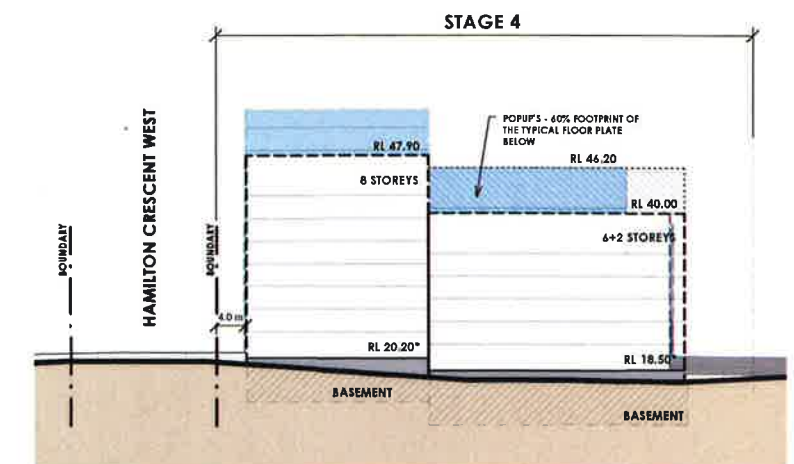 STAGE 4
HAMILTON CRESCENT WEST
BOUNDARY
BOUNDARY
4.0 m
RL 47.90
8 STOREYS
RL 20.20*
BASEMENT
POPUP'S - 60% FOOTPRINT OF
THE TYPICAL FLOOR PLATE
BELOW
RL 46.20
RL 40.00
6+2 STOREYS
RL 18.50*
BASEMENT